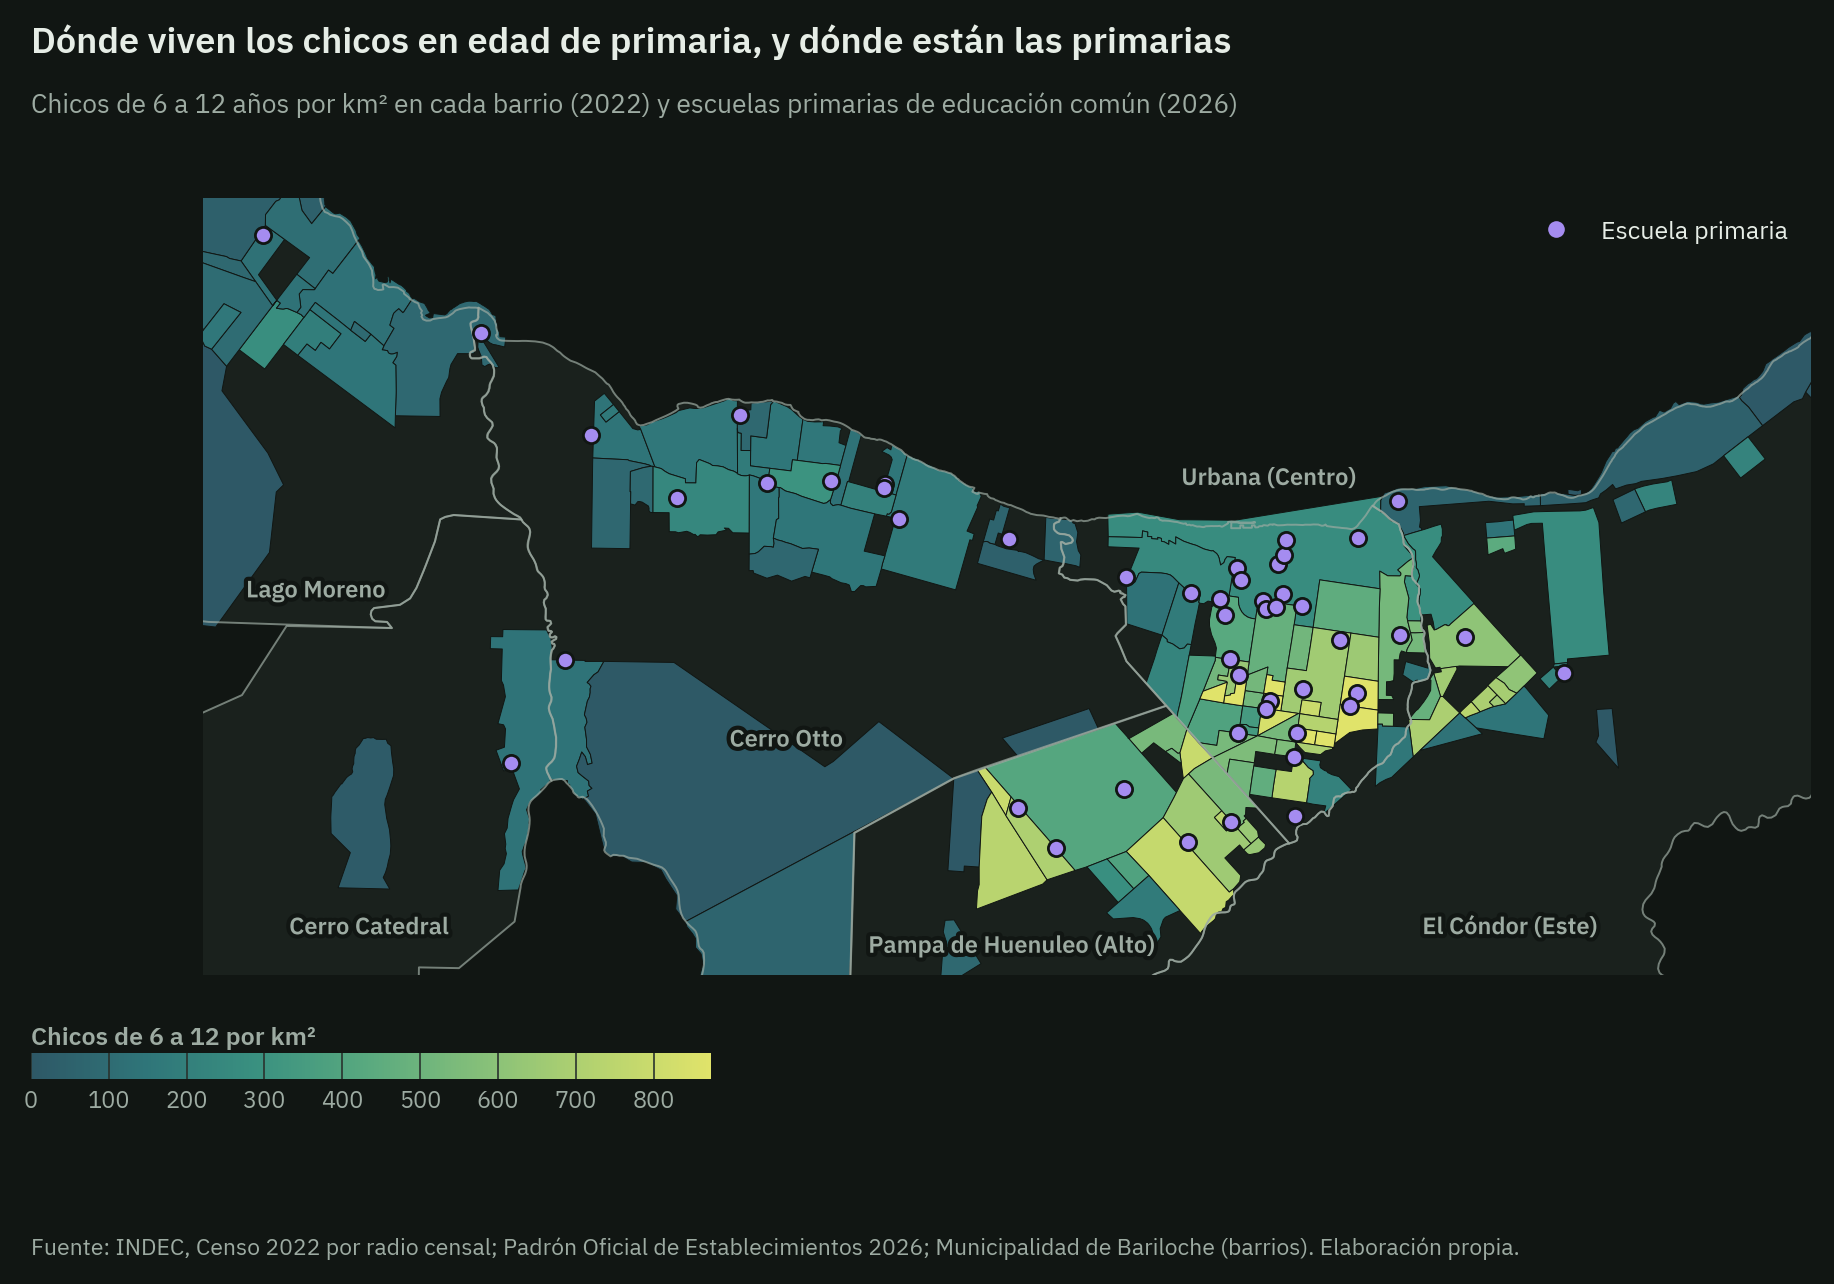 Dónde viven los chicos en edad de primaria, y dónde están las primarias
Chicos de 6 a 12 años por km² en cada barrio (2022) y escuelas primarias de educación común (2026)
Escuela primaria
Urbana (Centro)
Lago Moreno
Cerro Otto
Cerro Catedral
Pampa de Huenuleo (Alto)
El Cóndor (Este)
Chicos de 6 a 12 por km²
0 100 200 300 400 500 600 700 800
Fuente: INDEC, Censo 2022 por radio censal; Padrón Oficial de Establecimientos 2026; Municipalidad de Bariloche (barrios). Elaboración propia.